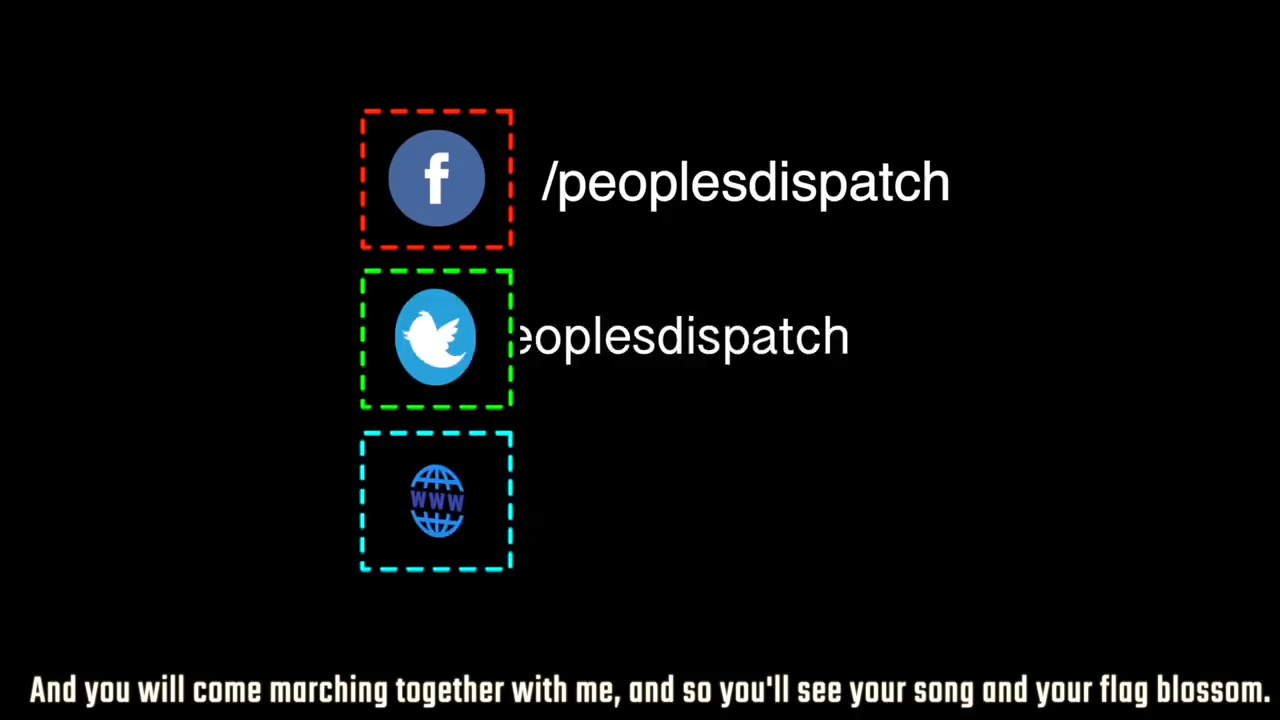 f /peoplesdispatch
eoplesdispatch
WWW
And you will come marching together with me, and so you'll see your song and your flag blossom.